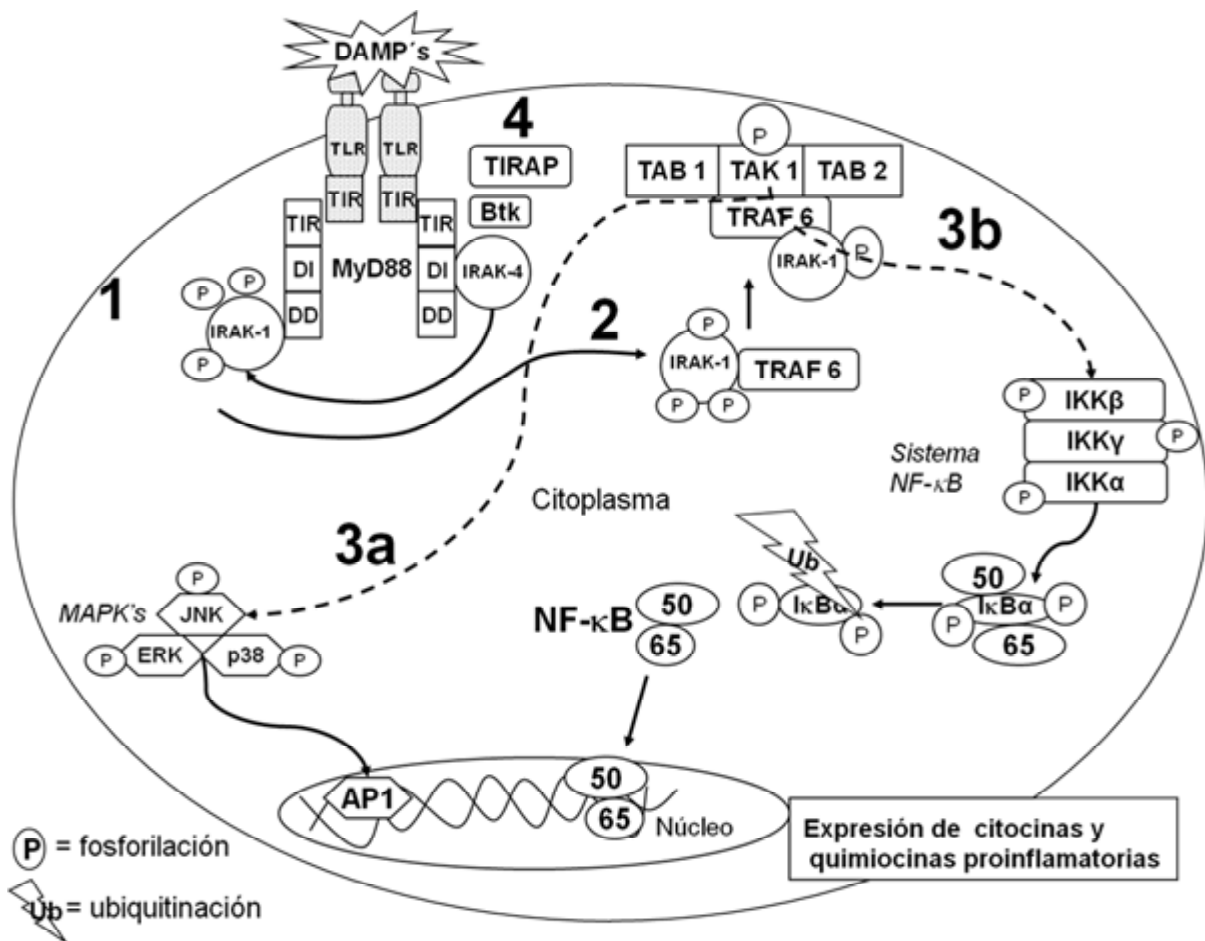 DAMP´s
4
TLR
TLR
TIRAP
TIR
TIR
Btk
P
TAB 1
TAK 1
TAB 2
TRAF 6
IRAK-1
P
3b
TIR
DI
DD
MyD88
TIR
DI
DD
IRAK-4
1
P
P
P
IRAK-1
2
P
IRAK-1
P
P
TRAF 6
P
IKKβ
IKKγ
P
P
IKKα
Sistema
NF-κB
Citoplasma
3a
P
MAPK's
JNK
P
ERK
p38
P
NF-κB
50
65
Ub
P
IκBα
P
50
IκBα
P
P
65
AP1
50
65
Núcleo
Expresión de citocinas y
quimiocinas proinflamatorias
P = fosforilación
Ub = ubiquitinación